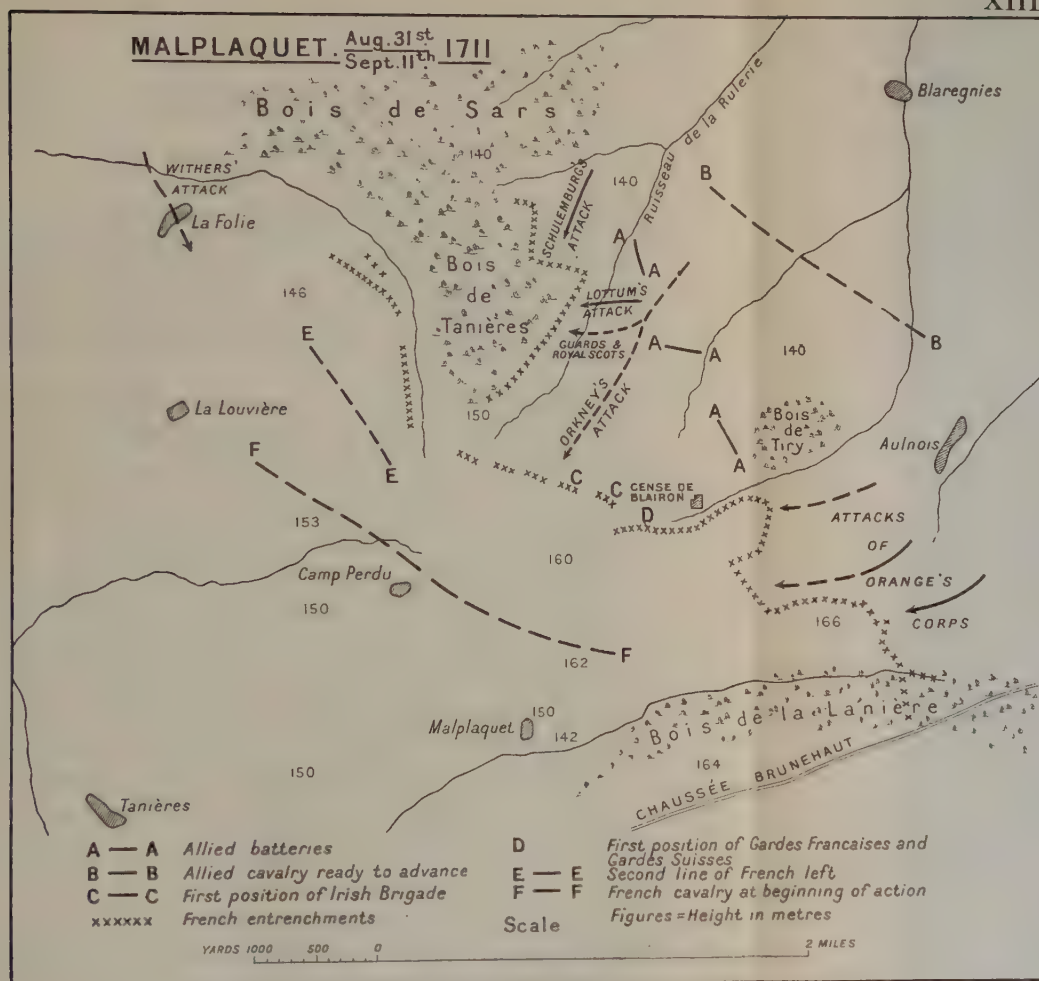 XIII
MALPLAQUET. Aug. 31st 1711
Sept. 11th
Bois de Sars
140
Blaregnies
Ruisseau de la Rulerie
WITHERS'
ATTACK
La Folie
SCHULEMBURG'S
ATTACK
140
B
A
Bois
de
Tanières
146
LOTTUM'S
ATTACK
A
GUARDS &
ROYAL SCOTS
E
A A
140
B
150
ORKNEY'S
ATTACK
La Louvière
A
Bois
de
Tiry
Aulnois
F
E
A
C C
CENSE DE
BLAIRON
D
153
160
ATTACKS
OF
ORANGE'S
CORPS
Camp Perdu
150
166
162
F
Malplaquet
150
142
Bois de la Lanière
164
CHAUSSÉE BRUNEHAUT
150
Tanières
A — A Allied batteries
B — B Allied cavalry ready to advance
C — C First position of Irish Brigade
xxxxxx French entrenchments
D First position of Gardes Francaises and
Gardes Suisses
E — E Second line of French left
F — F French cavalry at beginning of action
Figures = Height in metres
Scale
YARDS 1000 500 0 2 MILES